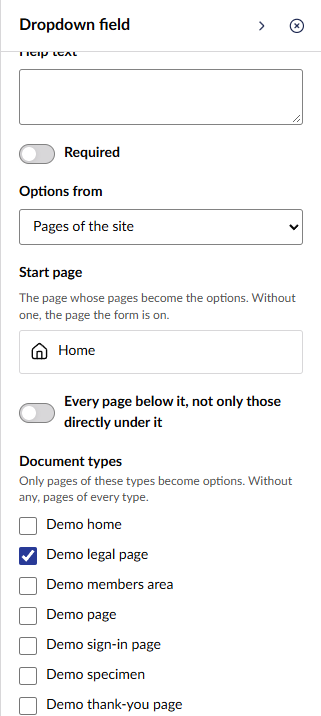 Dropdown field
Help text
Required
Options from
Pages of the site
Start page
The page whose pages become the options. Without
one, the page the form is on.
Home
Every page below it, not only those
directly under it
Document types
Only pages of these types become options. Without
any, pages of every type.
Demo home
Demo legal page
Demo members area
Demo page
Demo sign-in page
Demo specimen
Demo thank-you page